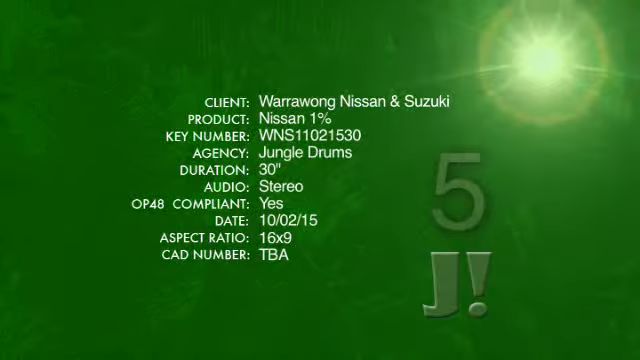 CLIENT: Warrawong Nissan & Suzuki
PRODUCT: Nissan 1%
KEY NUMBER: WNS11021530
AGENCY: Jungle Drums
DURATION: 30"
AUDIO: Stereo
OP48 COMPLIANT: Yes
DATE: 10/02/15
ASPECT RATIO: 16x9
CAD NUMBER: TBA
5
J!